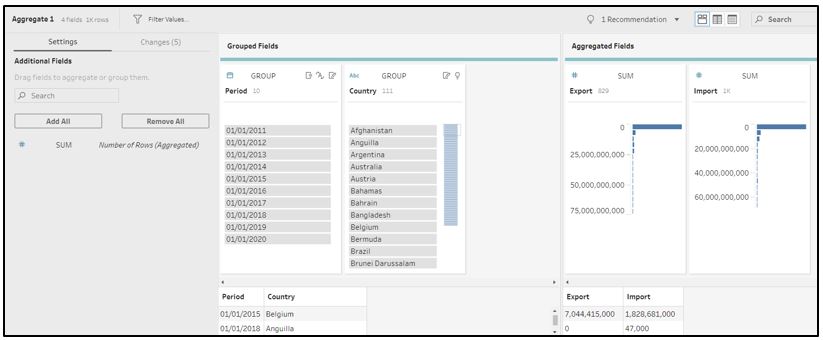 Aggregate 1 4 fields 1K rows Filter Values... 1 Recommendation Search
Settings Changes (5)
Additional Fields
Drag fields to aggregate or group them.
Search
Add All Remove All
# SUM Number of Rows (Aggregated)
Grouped Fields
GROUP
Period 10
01/01/2011
01/01/2012
01/01/2013
01/01/2014
01/01/2015
01/01/2016
01/01/2017
01/01/2018
01/01/2019
01/01/2020
Abc GROUP
Country 111
Afghanistan
Anguilla
Argentina
Australia
Austria
Bahamas
Bahrain
Bangladesh
Belgium
Bermuda
Brazil
Brunei Darussalam
Period Country
01/01/2015 Belgium
01/01/2018 Anguilla
Aggregated Fields
# SUM
Export 829
0
25,000,000,000
50,000,000,000
75,000,000,000
# SUM
Import 1K
0
20,000,000,000
40,000,000,000
60,000,000,000
Export Import
7,044,415,000 1,828,681,000
0 47,000